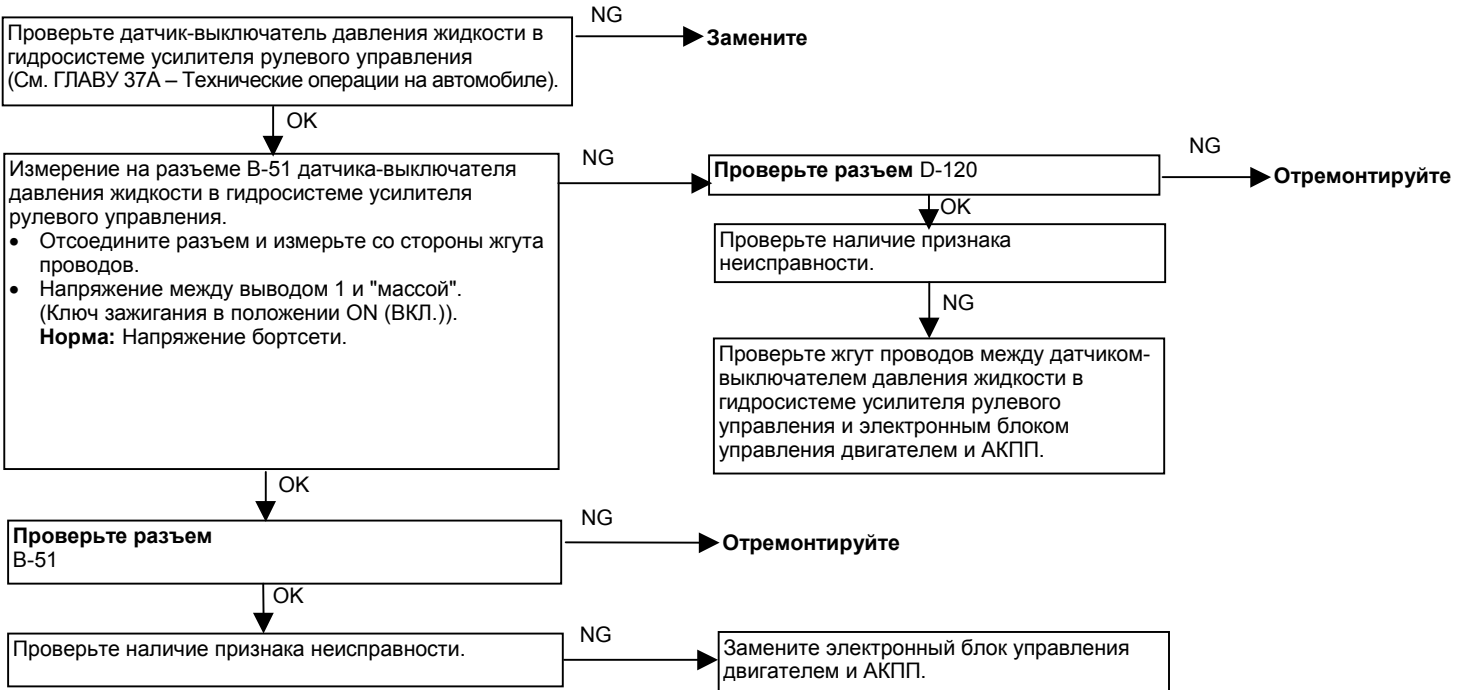 Проверьте датчик-выключатель давления жидкости в
гидросистеме усилителя рулевого управления
(См. ГЛАВУ 37А – Технические операции на автомобиле).
NG
Замените
OK
Измерение на разъеме В-51 датчика-выключателя
давления жидкости в гидросистеме усилителя
рулевого управления.
• Отсоедините разъем и измерьте со стороны жгута
проводов.
• Напряжение между выводом 1 и "массой".
(Ключ зажигания в положении ON (ВКЛ.)).
Норма: Напряжение бортсети.
NG
Проверьте разъем D-120
NG
Отремонтируйте
OK
Проверьте наличие признака
неисправности.
NG
Проверьте жгут проводов между датчиком-
выключателем давления жидкости в
гидросистеме усилителя рулевого
управления и электронным блоком
управления двигателем и АКПП.
OK
Проверьте разъем
В-51
NG
Отремонтируйте
OK
Проверьте наличие признака неисправности.
NG
Замените электронный блок управления
двигателем и АКПП.